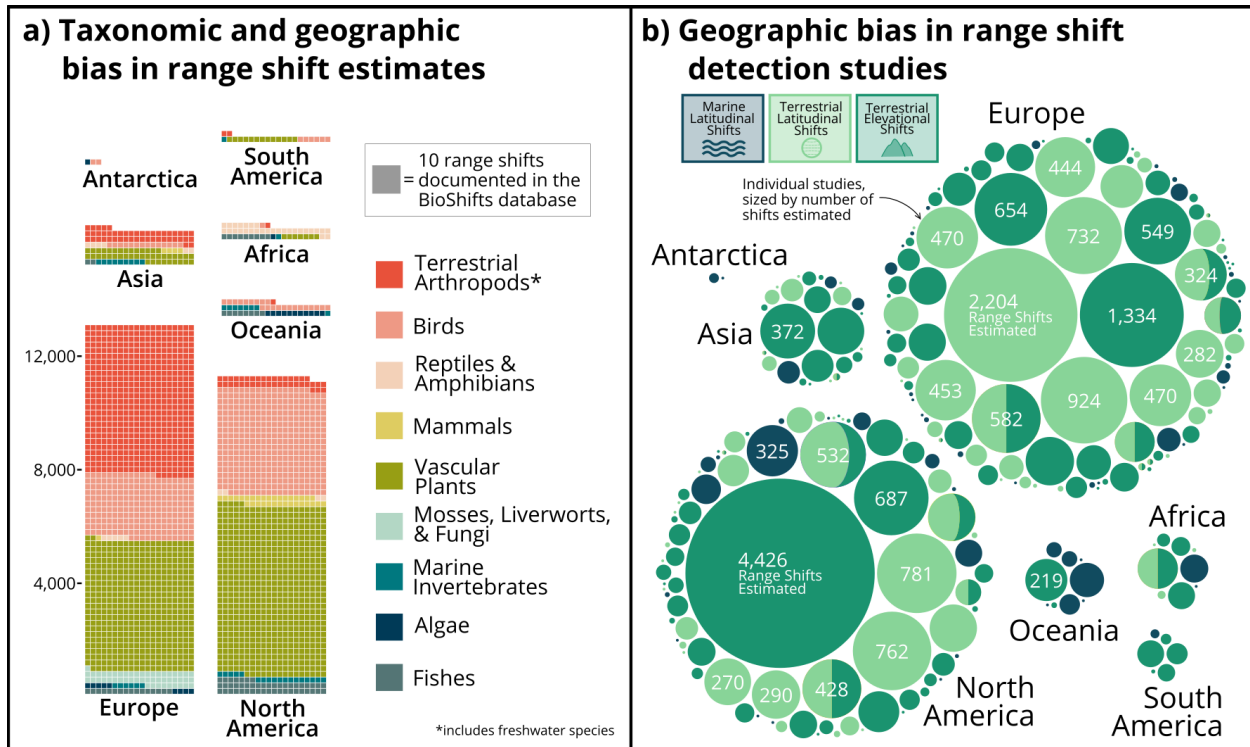 a) Taxonomic and geographic
bias in range shift estimates
Antarctica
South
America
10 range shifts
= documented in the
BioShifts database
Asia
Africa
Oceania
12,000
8,000
4,000
Europe
North
America
Terrestrial
Arthropods*
Birds
Reptiles &
Amphibians
Mammals
Vascular
Plants
Mosses, Liverworts,
& Fungi
Marine
Invertebrates
Algae
Fishes
*includes freshwater species
b) Geographic bias in range shift
detection studies
Marine
Latitudinal
Shifts
Terrestrial
Latitudinal
Shifts
Terrestrial
Elevational
Shifts
Individual studies,
sized by number of
shifts estimated
Europe
444
654
732
549
470
324
2,204
Range Shifts
Estimated
1,334
282
453
582
924
470
Antarctica
Asia
372
325
532
687
4,426
Range Shifts
Estimated
781
762
270
290
428
North
America
219
Oceania
Africa
South
America